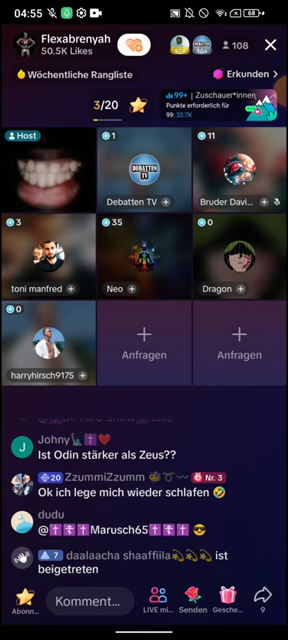 04:55
68
Flexabrenyah
50.5K Likes
108
Wöchentliche Rangliste
Erkunden >
3/20
99+ | Zuschauer*innen
Punkte erforderlich für
99: 33.7K
Host
1
DEBATTEN TV
Debatten TV
11
Bruder Davi...
3
toni manfred
35
Neo
0
Dragon
0
harryhirsch9175
Anfragen
Anfragen
J
Johny🗽✝️❤️
Ist Odin stärker als Zeus??
20 ZzummiZzumm Nr. 3
Ok ich lege mich wieder schlafen 🤣
dudu
@✝️✝️✝️Marusch65✝️✝️✝️ 😎
7 daalaacha shaaffiila💫💫💫 ist
beigetreten
Abonn...
Komment...
LIVE mi...
Senden
Gesche...
9